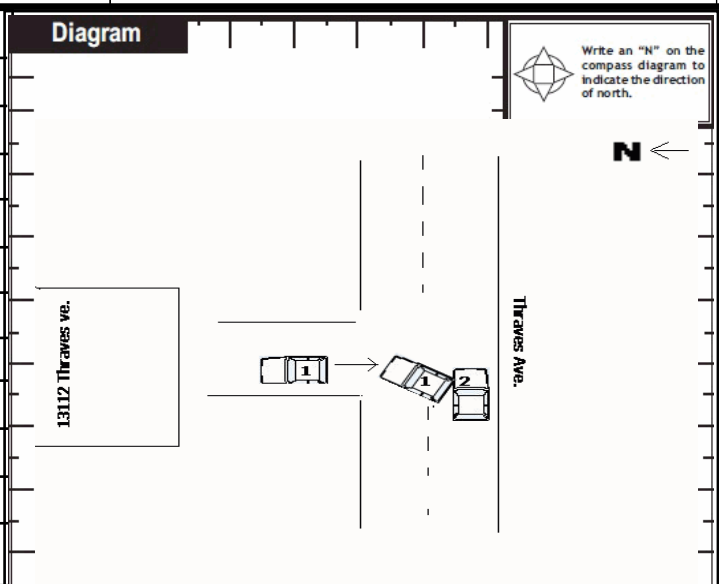 Diagram
Write an “N” on the
compass diagram to
indicate the direction
of north.
N
13112 Thraves ve.
Thraves Ave.
1
1
2